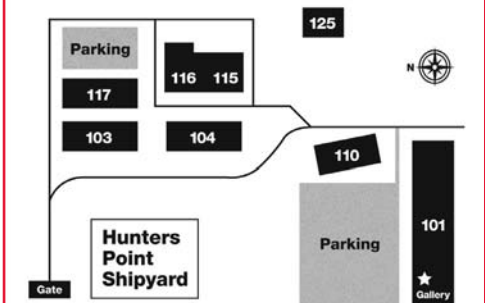 125
Parking
N
116 115
117
103
104
110
101
Parking
Hunters
Point
Shipyard
Gate
Gallery